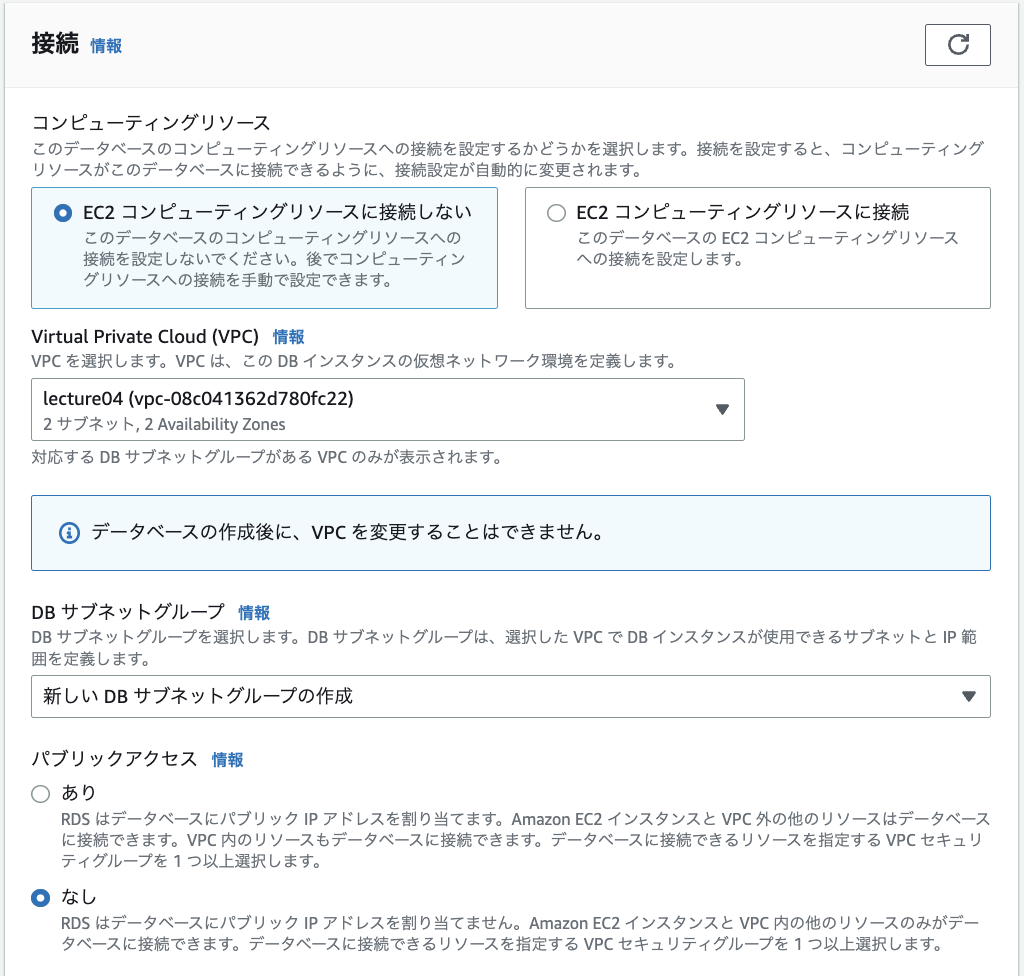 接続 情報
コンピューティングリソース
このデータベースのコンピューティングリソースへの接続を設定するかどうかを選択します。接続を設定すると、コンピューティング
リソースがこのデータベースに接続できるように、接続設定が自動的に変更されます。
EC2 コンピューティングリソースに接続しない
このデータベースのコンピューティングリソースへの
接続を設定しないでください。後でコンピューティン
グリソースへの接続を手動で設定できます。
EC2 コンピューティングリソースに接続
このデータベースの EC2 コンピューティングリソース
への接続を設定します。
Virtual Private Cloud (VPC) 情報
VPC を選択します。VPC は、この DB インスタンスの仮想ネットワーク環境を定義します。
lecture04 (vpc-08c041362d780fc22)
2 サブネット, 2 Availability Zones
対応する DB サブネットグループがある VPC のみが表示されます。
データベースの作成後に、VPC を変更することはできません。
DB サブネットグループ 情報
DB サブネットグループを選択します。DB サブネットグループは、選択した VPC で DB インスタンスが使用できるサブネットと IP 範
囲を定義します。
新しい DB サブネットグループの作成
パブリックアクセス 情報
あり
RDS はデータベースにパブリック IP アドレスを割り当てます。Amazon EC2 インスタンスと VPC 外の他のリソースはデータベース
に接続できます。VPC 内のリソースもデータベースに接続できます。データベースに接続できるリソースを指定する VPC セキュリ
ティグループを 1 つ以上選択します。
なし
RDS はデータベースにパブリック IP アドレスを割り当てません。Amazon EC2 インスタンスと VPC 内の他のリソースのみがデー
タベースに接続できます。データベースに接続できるリソースを指定する VPC セキュリティグループを 1 つ以上選択します。